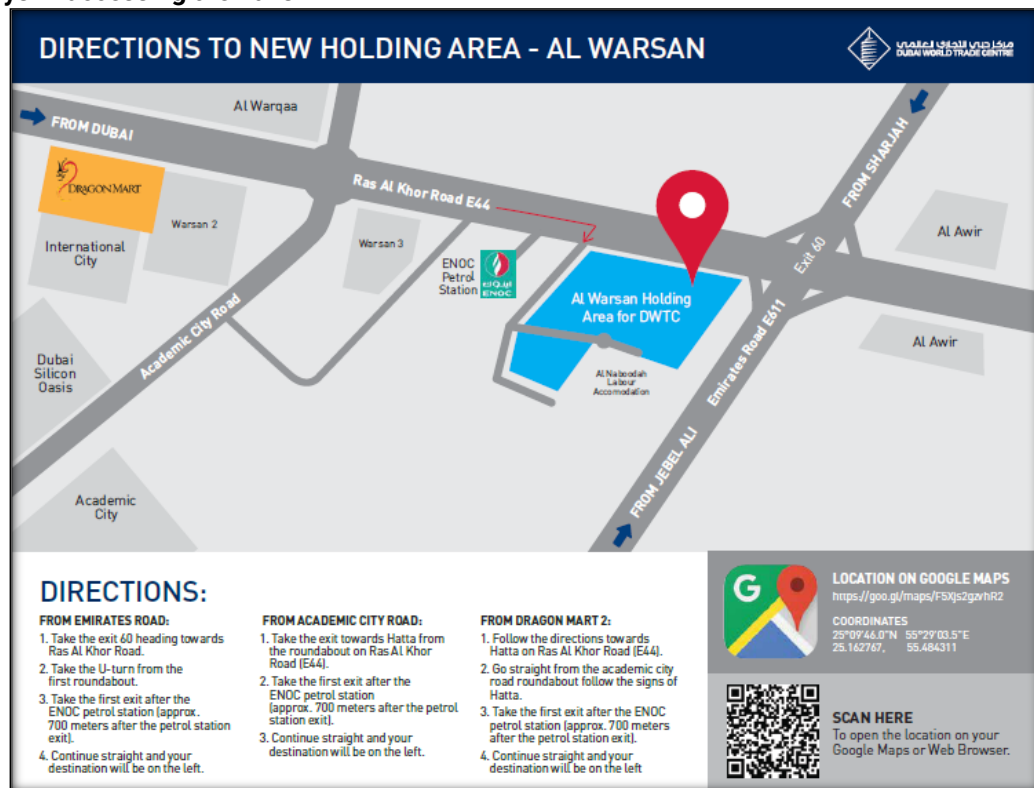 DIRECTIONS TO NEW HOLDING AREA - AL WARSAN
مركز دبي التجاري العالمي
DUBAI WORLD TRADE CENTRE
Al Warqaa
FROM DUBAI
FROM SHARJAH
DRAGON MART
Ras Al Khor Road E44
Warsan 2
International
City
Warsan 3
ENOC
Petrol
Station
ENOC
Al Awir
Exit 60
Al Warsan Holding
Area for DWTC
Emirates Road E611
Al Awir
Academic City Road
Dubai
Silicon
Oasis
Al Naboodah
Labour
Accomodation
FROM JEBEL ALI
Academic
City
DIRECTIONS:
FROM EMIRATES ROAD:
1. Take the exit 60 heading towards
Ras Al Khor Road.
2. Take the U-turn from the
first roundabout.
3. Take the first exit after the
ENOC petrol station (approx.
700 meters after the petrol station
exit).
4. Continue straight and your
destination will be on the left.
FROM ACADEMIC CITY ROAD:
1. Take the exit towards Hatta from
the roundabout on Ras Al Khor
Road (E44).
2. Take the first exit after the
ENOC petrol station
(approx. 700 meters after the petrol
station exit).
3. Continue straight and your
destination will be on the left.
FROM DRAGON MART 2:
1. Follow the directions towards
Hatta on Ras Al Khor Road (E44).
2. Go straight from the academic city
road roundabout follow the signs of
Hatta.
3. Take the first exit after the ENOC
petrol station (approx. 700 meters
after the petrol station exit).
4. Continue straight and your
destination will be on the left
G
LOCATION ON GOOGLE MAPS
https://goo.gl/maps/F5Xjs2gzvhR2
COORDINATES
25°09'46.0"N 55°29'03.5"E
25.162767, 55.484311
SCAN HERE
To open the location on your
Google Maps or Web Browser.